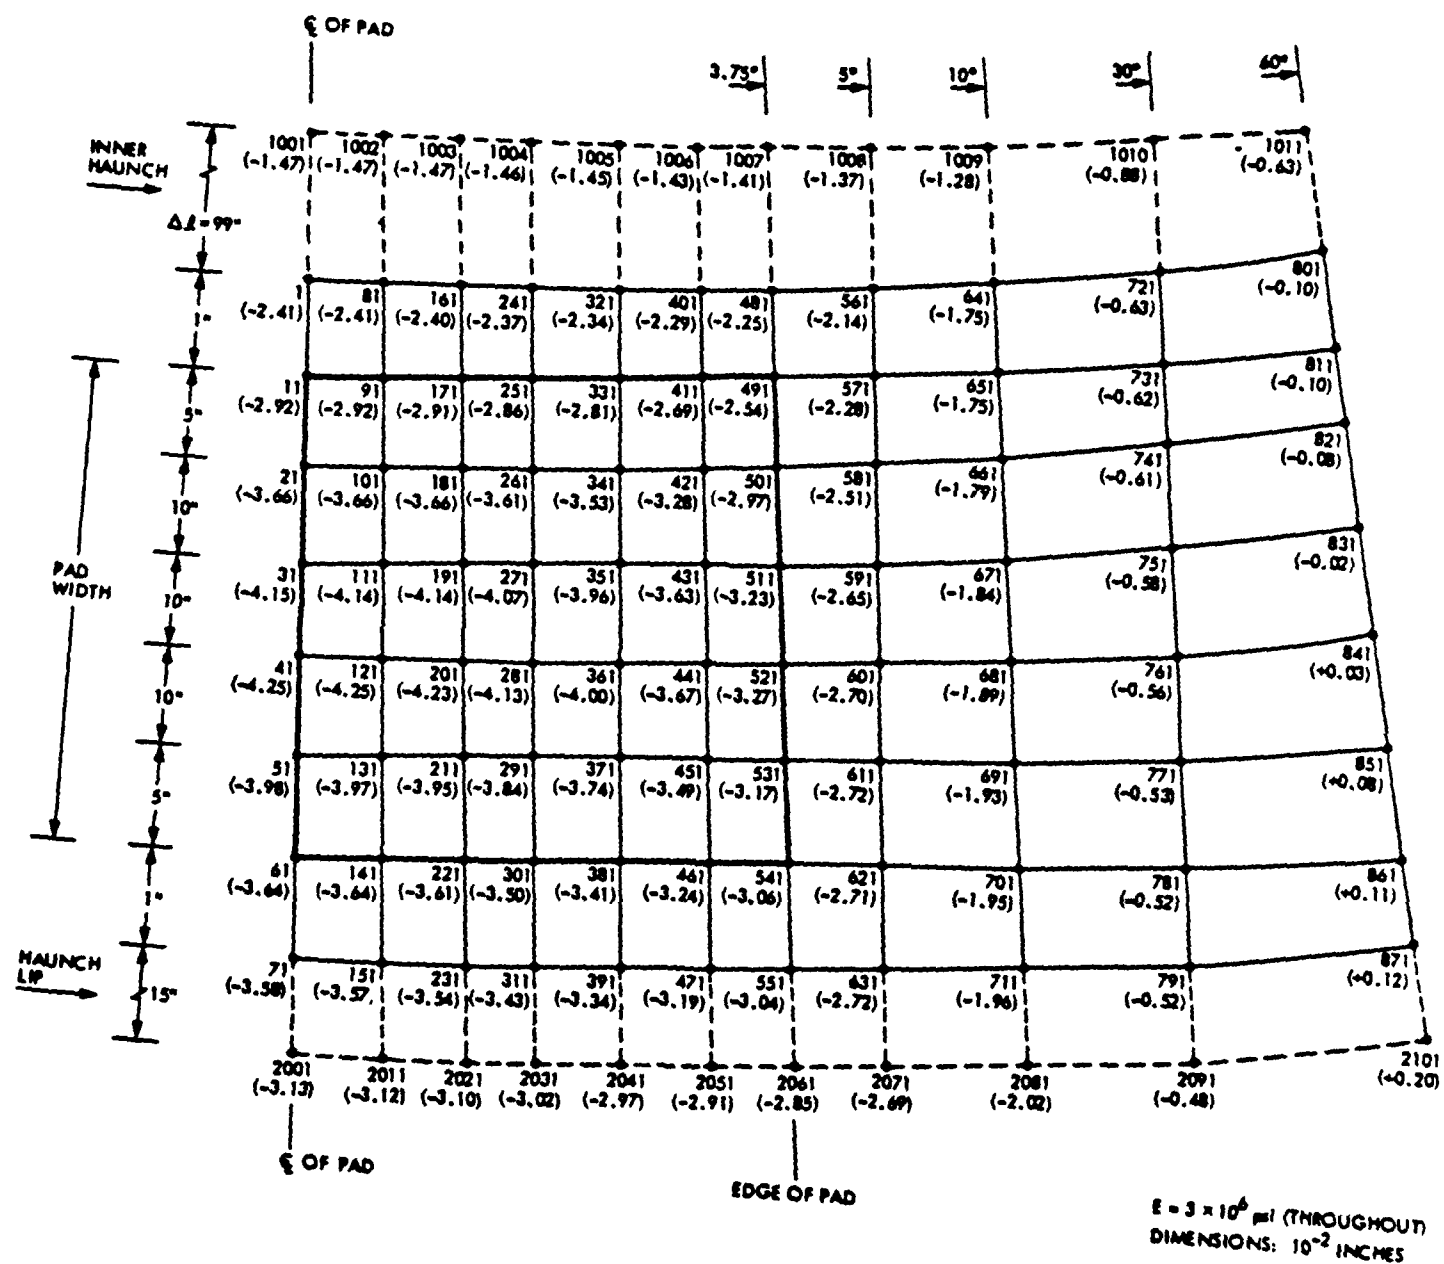 ℄ OF PAD
3.75° 5° 10° 30° 60°
INNER
HAUNCH
1001 1002 1003 1004 1005 1006 1007 1008 1009 1010 1011
(-1.47) (-1.47) (-1.47) (-1.46) (-1.45) (-1.43) (-1.41) (-1.37) (-1.28) (-0.88) (-0.63)
Δℓ = 99"
1 81 161 241 321 401 481 561 641 721 801
(-2.41) (-2.41) (-2.40) (-2.37) (-2.34) (-2.29) (-2.25) (-2.14) (-1.75) (-0.63) (-0.10)
1"
11 91 171 251 331 411 491 571 651 731 811
(-2.92) (-2.92) (-2.91) (-2.86) (-2.81) (-2.69) (-2.54) (-2.28) (-1.75) (-0.62) (-0.10)
5"
21 101 181 261 341 421 501 581 661 741 821
(-3.66) (-3.66) (-3.66) (-3.61) (-3.53) (-3.28) (-2.97) (-2.51) (-1.79) (-0.61) (-0.08)
10"
PAD
WIDTH
31 111 191 271 351 431 511 591 671 751 831
(-4.15) (-4.14) (-4.14) (-4.07) (-3.96) (-3.63) (-3.23) (-2.65) (-1.84) (-0.58) (-0.02)
10"
41 121 201 281 361 441 521 601 681 761 841
(-4.25) (-4.25) (-4.23) (-4.13) (-4.00) (-3.67) (-3.27) (-2.70) (-1.89) (-0.56) (+0.03)
10"
51 131 211 291 371 451 531 611 691 771 851
(-3.98) (-3.97) (-3.95) (-3.84) (-3.74) (-3.49) (-3.17) (-2.72) (-1.93) (-0.53) (+0.08)
5"
61 141 221 301 381 461 541 621 701 781 861
(-3.64) (-3.64) (-3.61) (-3.50) (-3.41) (-3.24) (-3.06) (-2.71) (-1.95) (-0.52) (+0.11)
1"
HAUNCH
LIP
71 151 231 311 391 471 551 631 711 791 871
(-3.58) (-3.57, (-3.54) (-3.43) (-3.34) (-3.19) (-3.04) (-2.72) (-1.96) (-0.52) (+0.12)
15"
2001 2011 2021 2031 2041 2051 2061 2071 2081 2091 2101
(-3.13) (-3.12) (-3.10) (-3.02) (-2.97) (-2.91) (-2.85) (-2.69) (-2.02) (-0.48) (+0.20)
℄ OF PAD
EDGE OF PAD
E = 3 × 10⁶ psi (THROUGHOUT)
DIMENSIONS: 10⁻² INCHES